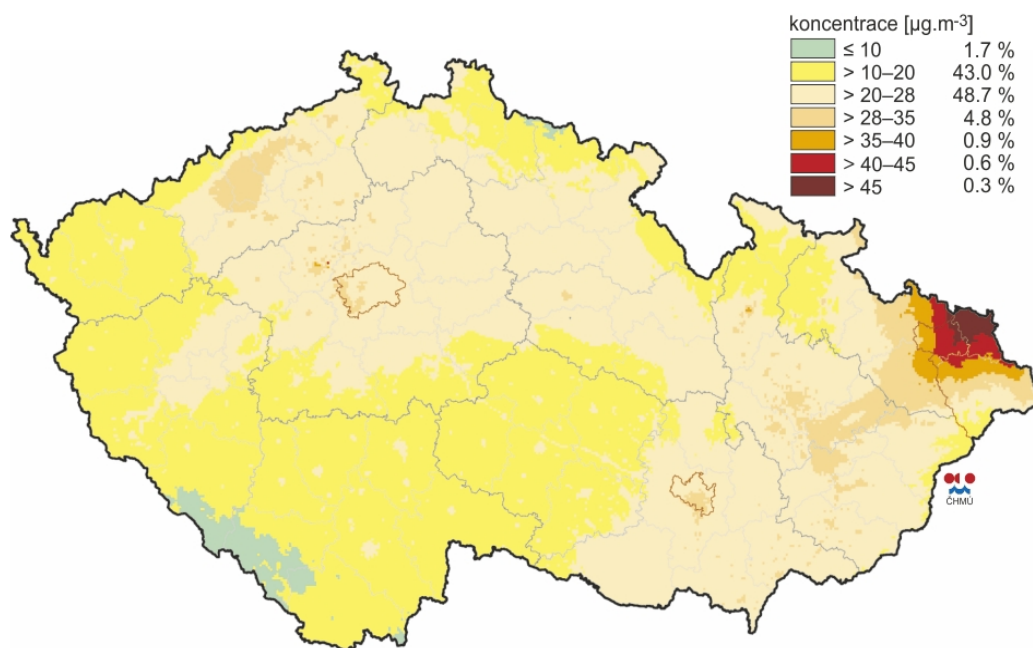 koncentrace [µg.m-3]
≤ 10 1.7 %
> 10–20 43.0 %
> 20–28 48.7 %
> 28–35 4.8 %
> 35–40 0.9 %
> 40–45 0.6 %
> 45 0.3 %
ČHMÚ